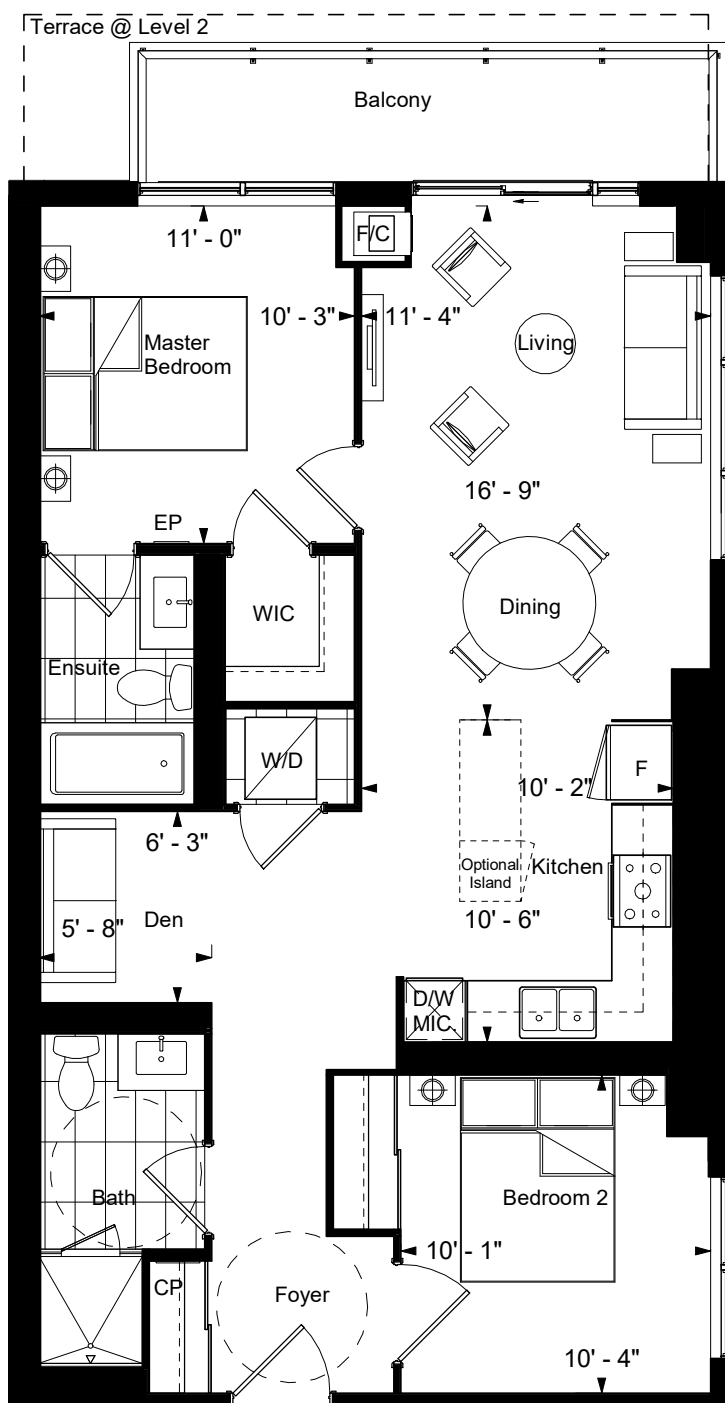 Terrace @ Level 2
Balcony
11' - 0"
F/C
10' - 3"
11' - 4"
Master
Bedroom
Living
16' - 9"
EP
Dining
WIC
Ensuite
W/D
F
10' - 2"
6' - 3"
Optional
Island
Kitchen
Den
5' - 8"
10' - 6"
D/W
MIC.
Bath
Bedroom 2
10' - 1"
CP
Foyer
10' - 4"